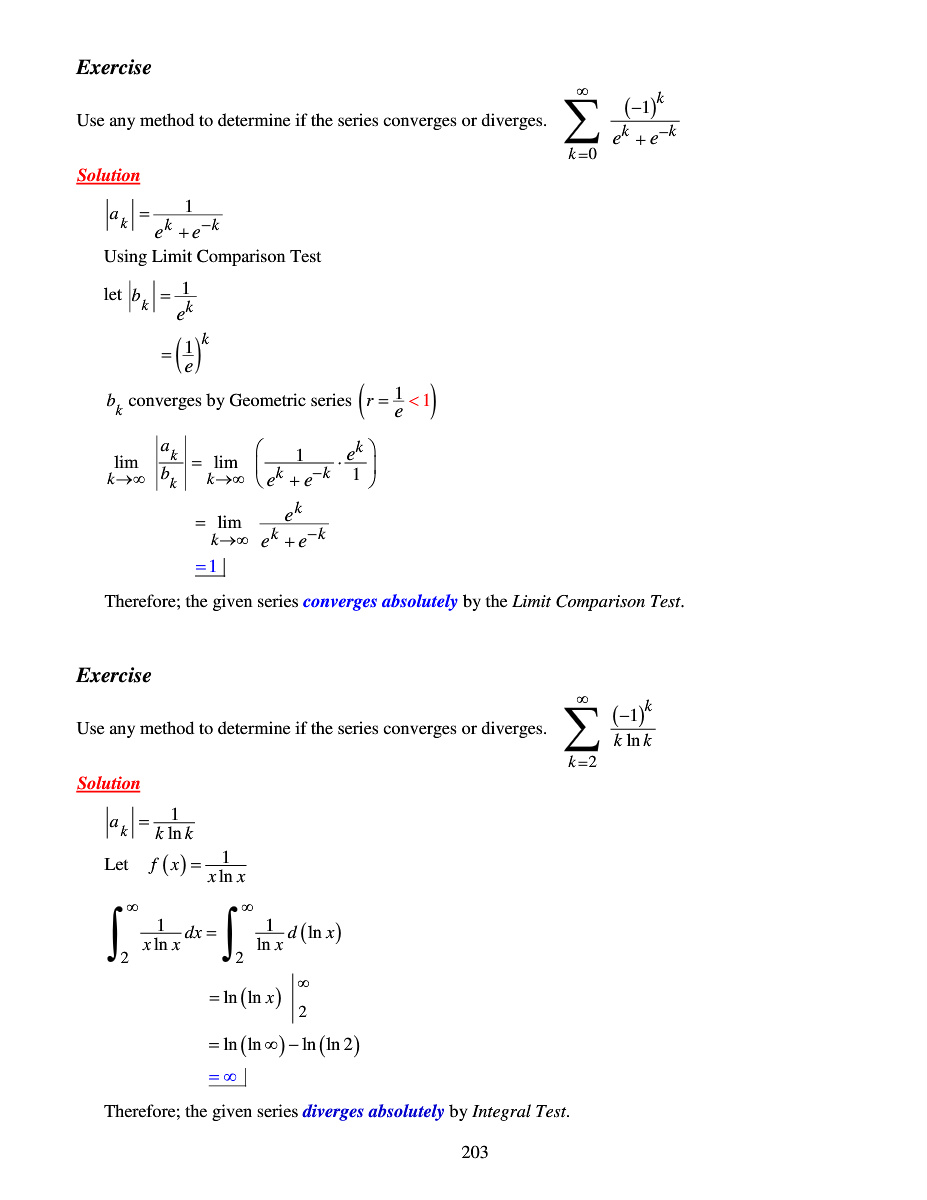 Exercise
Use any method to determine if the series converges or diverges. $\sum_{k=0}^{\infty} \frac{(-1)^k}{e^k + e^{-k}}$
Solution
$|a_k| = \frac{1}{e^k + e^{-k}}$
Using Limit Comparison Test
let $|b_k| = \frac{1}{e^k}$
$= \left(\frac{1}{e}\right)^k$
$b_k$ converges by Geometric series $\left(r = \frac{1}{e} < 1\right)$
$\lim_{k \to \infty} \left|\frac{a_k}{b_k}\right| = \lim_{k \to \infty} \left(\frac{1}{e^k + e^{-k}} \cdot \frac{e^k}{1}\right)$
$= \lim_{k \to \infty} \frac{e^k}{e^k + e^{-k}}$
$= 1$
Therefore; the given series converges absolutely by the Limit Comparison Test.
Exercise
Use any method to determine if the series converges or diverges. $\sum_{k=2}^{\infty} \frac{(-1)^k}{k \ln k}$
Solution
$|a_k| = \frac{1}{k \ln k}$
Let $f(x) = \frac{1}{x \ln x}$
$\int_2^{\infty} \frac{1}{x \ln x} dx = \int_2^{\infty} \frac{1}{\ln x} d(\ln x)$
$= \ln(\ln x) \Big|_2^{\infty}$
$= \ln(\ln \infty) - \ln(\ln 2)$
$= \infty$
Therefore; the given series diverges absolutely by Integral Test.
203